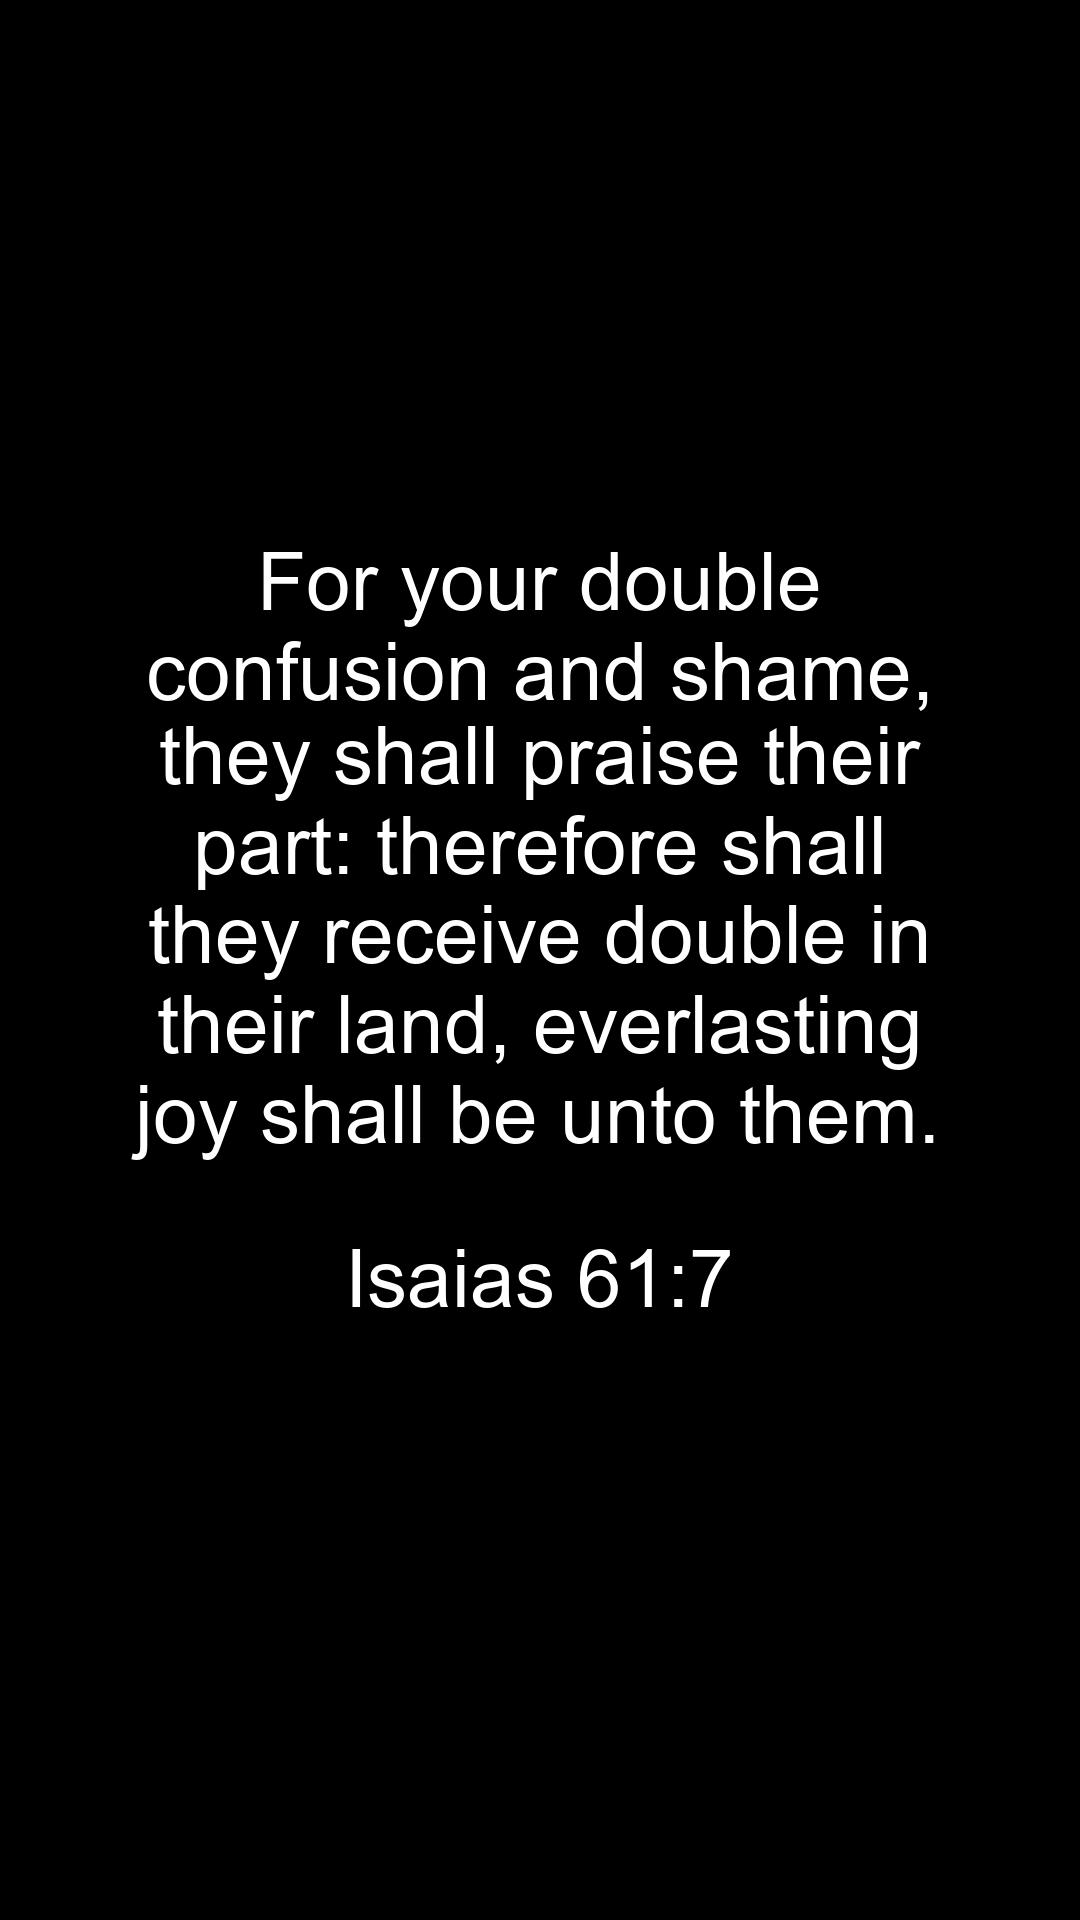 For your double
confusion and shame,
they shall praise their
part: therefore shall
they receive double in
their land, everlasting
joy shall be unto them.
Isaias 61:7